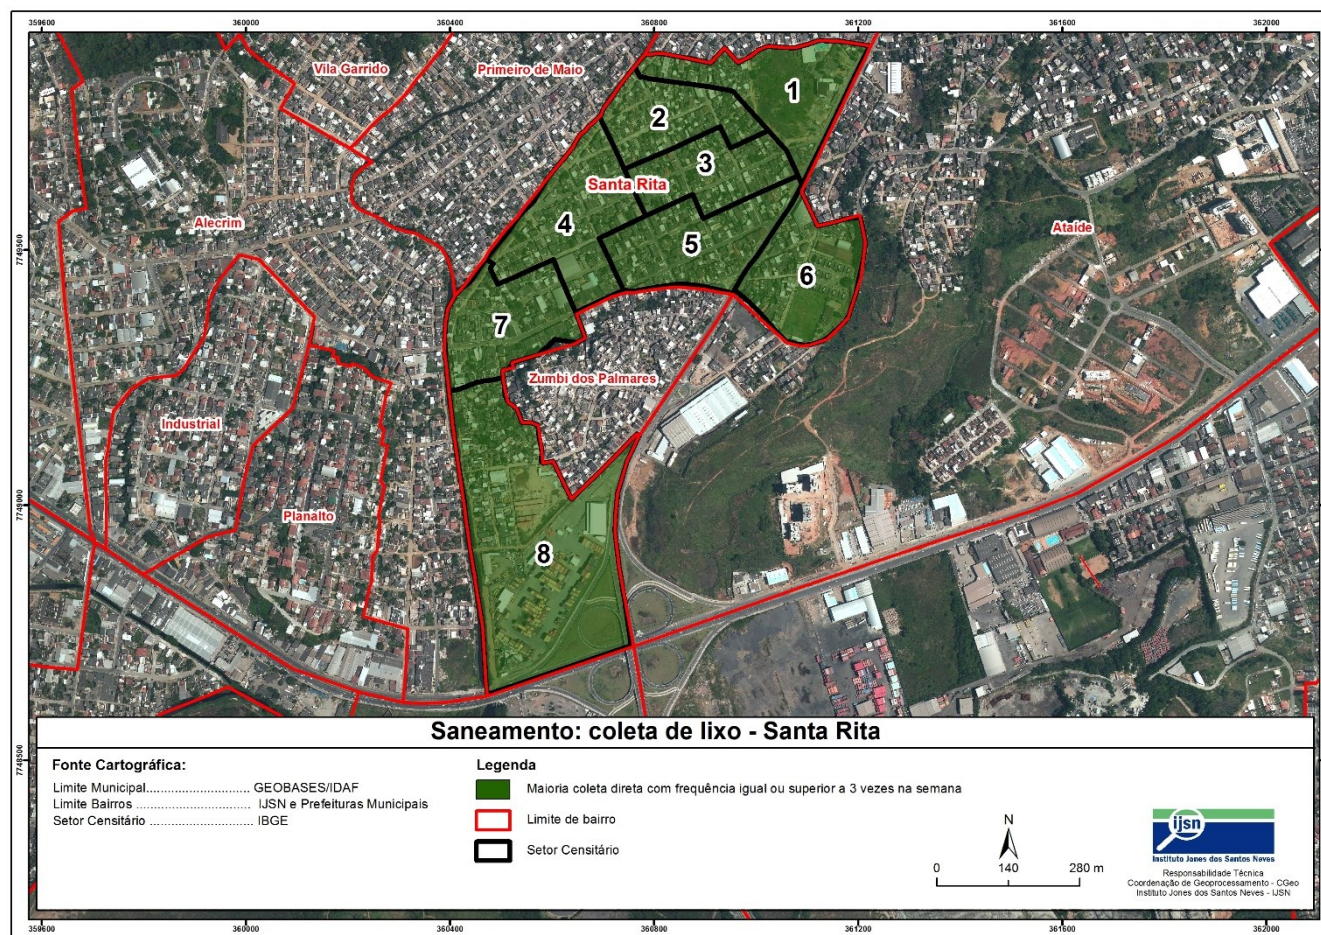 359600 360000 360400 360800 361200 361600 362000
Vila Garrido
Primeiro de Maio
1
2
3
Santa Rita
4
Alecrim
5
Ataíde
7749500
7749500
6
7
Zumbi dos Palmares
Industrial
7749000
7749000
Planalto
8
Saneamento: coleta de lixo - Santa Rita
7748500
7748500
Fonte Cartográfica:
Limite Municipal............................ GEOBASES/IDAF
Limite Bairros ............................. IJSN e Prefeituras Municipais
Setor Censitário .......................... IBGE
Legenda
Maioria coleta direta com frequência igual ou superior a 3 vezes na semana
Limite de bairro
Setor Censitário
N
0 140 280 m
ijsn
Instituto Jones dos Santos Neves
Responsabilidade Técnica
Coordenação de Geoprocessamento - CGeo
Instituto Jones dos Santos Neves - IJSN
359600 360000 360400 360800 361200 361600 362000